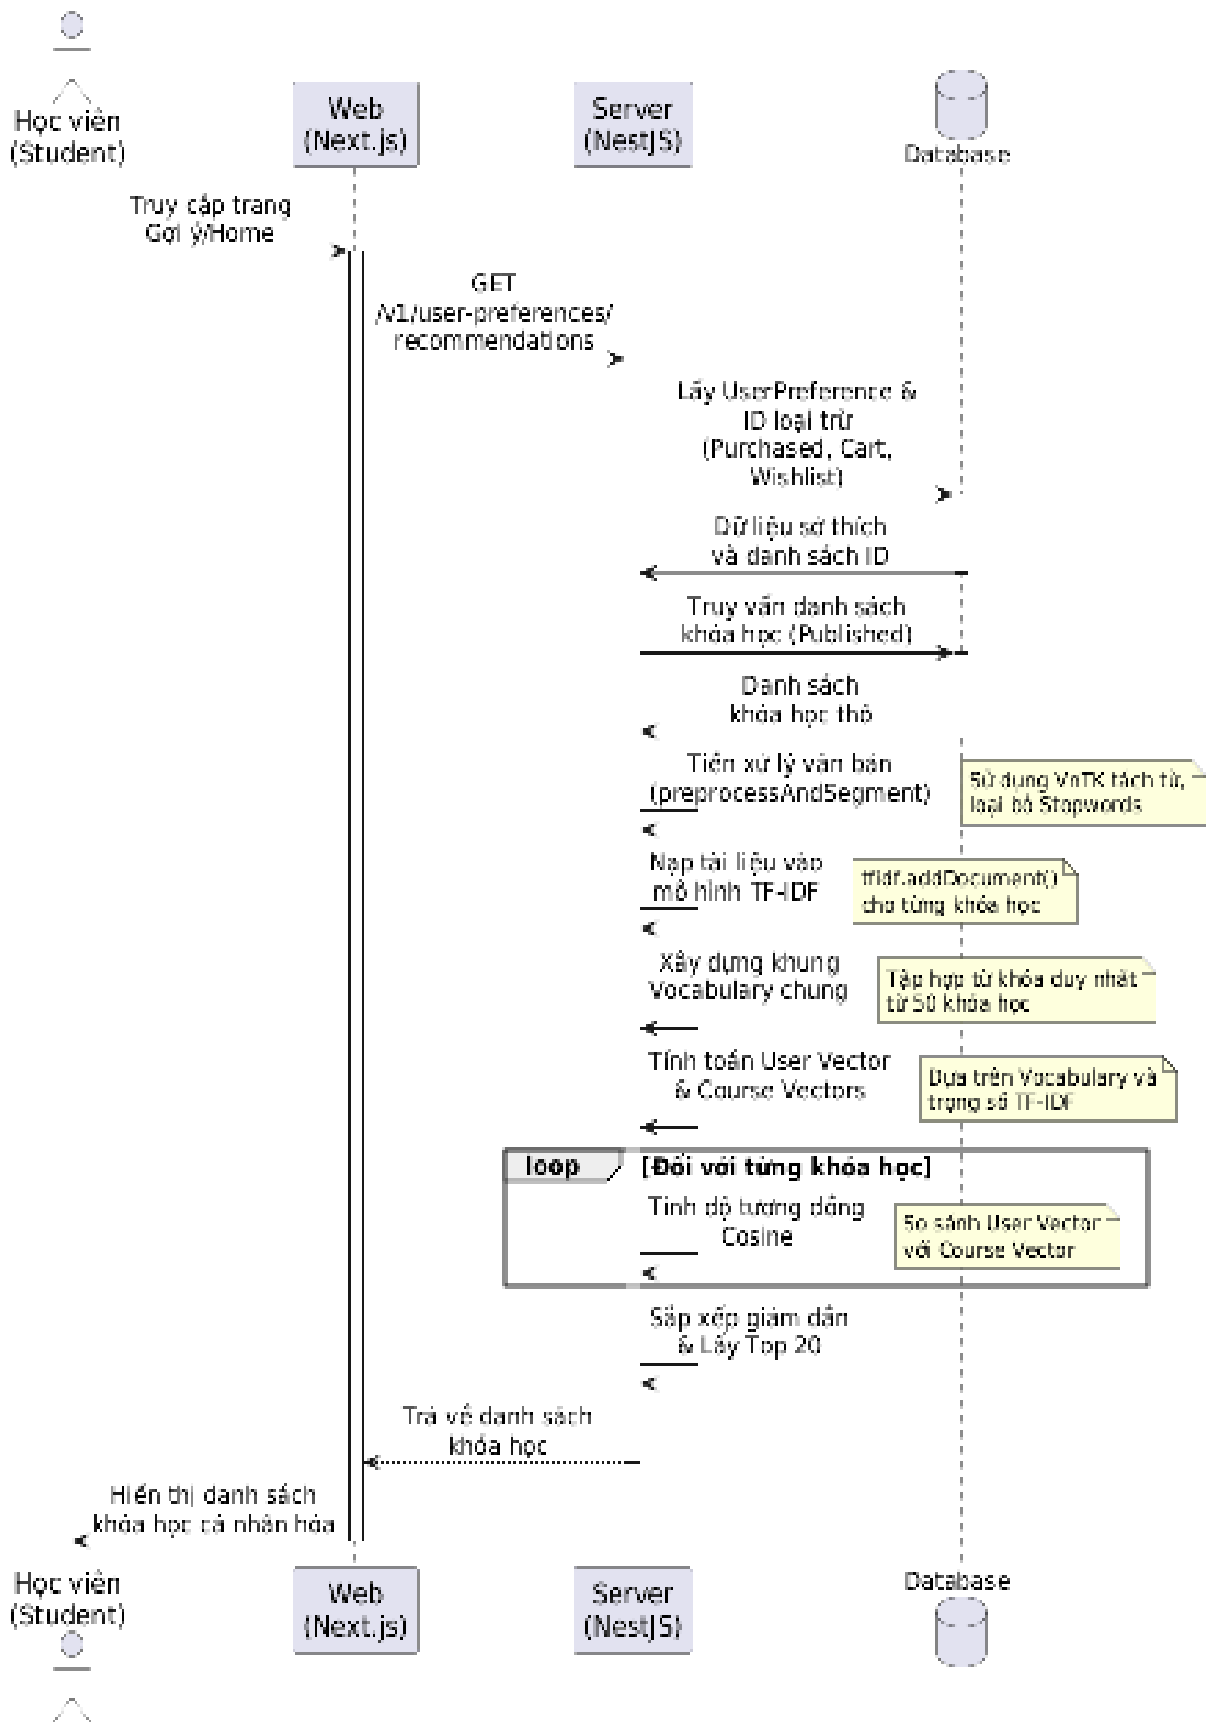 Học viên
(Student)
Web
(Next.js)
Server
(NestJS)
Database
Truy cập trang
Gợi ý/Home
GET
/v1/user-preferences/
recommendations
Lấy UserPreference &
ID loại trừ
(Purchased, Cart,
Wishlist)
Dữ liệu sở thích
và danh sách ID
Truy vấn danh sách
khóa học (Published)
Danh sách
khóa học thô
Tiền xử lý văn bản
(preprocessAndSegment)
Sử dụng VnTK tách từ,
loại bỏ Stopwords
Nạp tài liệu vào
mô hình TF-IDF
tfidf.addDocument()
cho từng khóa học
Xây dựng khung
Vocabulary chung
Tập hợp từ khóa duy nhất
từ 50 khóa học
Tính toán User Vector
& Course Vectors
Dựa trên Vocabulary và
trọng số TF-IDF
loop
[Đối với từng khóa học]
Tính độ tương đồng
Cosine
So sánh User Vector
với Course Vector
Sắp xếp giảm dần
& Lấy Top 20
Trả về danh sách
khóa học
Hiển thị danh sách
khóa học cá nhân hóa
Học viên
(Student)
Web
(Next.js)
Server
(NestJS)
Database